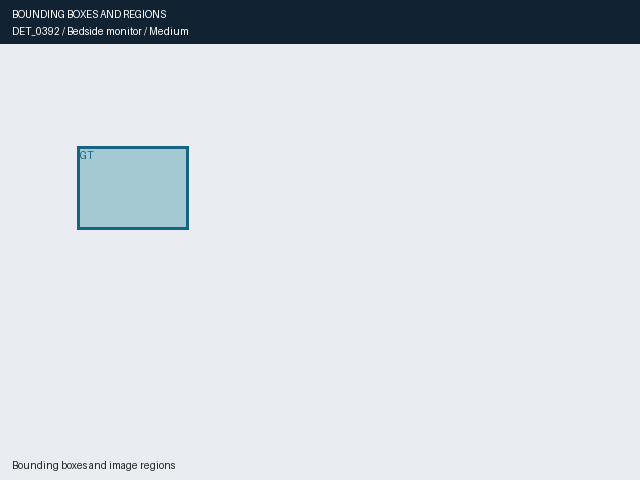 BOUNDING BOXES AND REGIONS
DET_0392 / Bedside monitor / Medium
GT
Bounding boxes and image regions